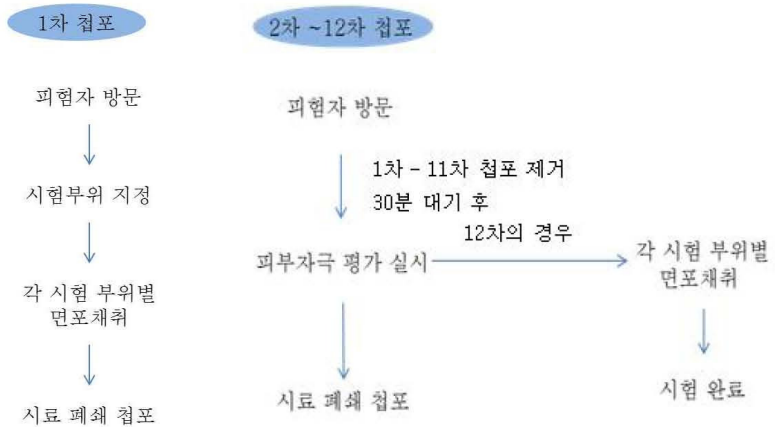 1차 첩포
피험자 방문
시험부위 지정
각 시험 부위별
면포채취
시료 폐쇄 첩포
2차 ~12차 첩포
피험자 방문
1차 - 11차 첩포 제거
30분 대기 후
12차의 경우
피부자극 평가 실시
시료 폐쇄 첩포
각 시험 부위별
면포채취
시험 완료